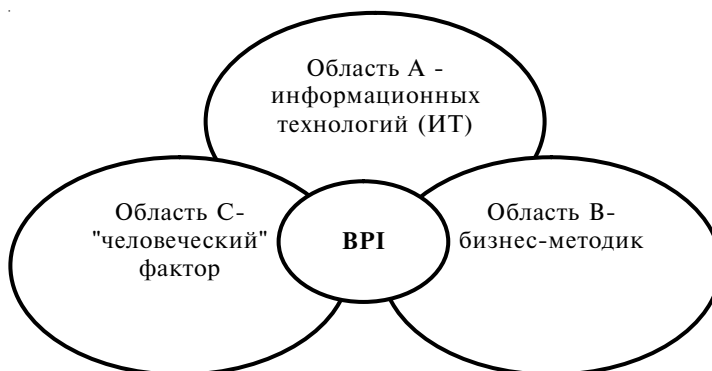 Область А -
информационных
технологий (ИТ)
Область С-
"человеческий"
фактор
BPI
Область В-
бизнес-методик